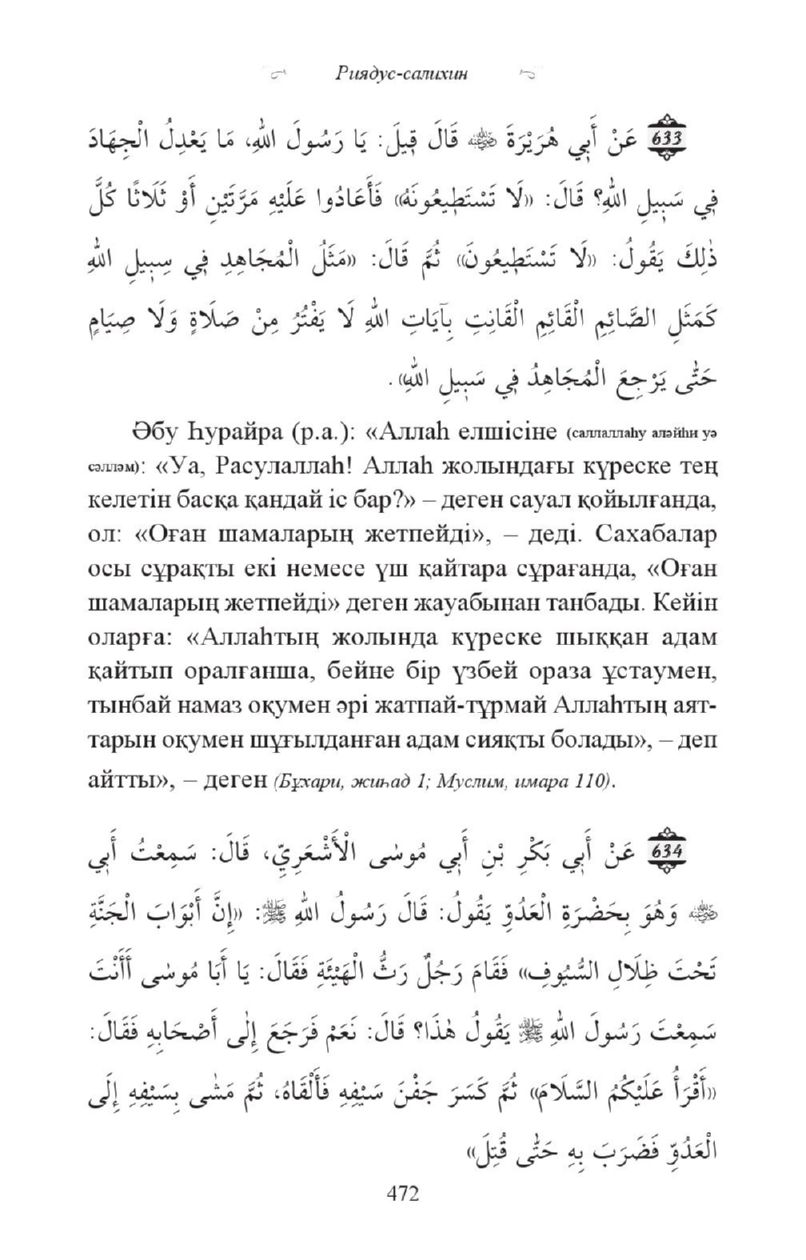 Риядус-салихин
633 عَنْ أَبِي هُرَيْرَةَ ﷺ قَالَ قِيلَ: يَا رَسُولَ اللهِ، مَا يَعْدِلُ الْجِهَادَ
فِي سَبِيلِ اللهِ؟ قَالَ: «لَا تَسْتَطِيعُونَهُ» فَأَعَادُوا عَلَيْهِ مَرَّتَيْنِ أَوْ ثَلَاثًا كُلَّ
ذٰلِكَ يَقُولُ: «لَا تَسْتَطِيعُونَ» ثُمَّ قَالَ: «مَثَلُ الْمُجَاهِدِ فِي سِبِيلِ اللهِ
كَمَثَلِ الصَّائِمِ الْقَائِمِ الْقَانِتِ بِآيَاتِ اللهِ لَا يَفْتُرُ مِنْ صَلَاةٍ وَلَا صِيَامٍ
حَتّٰى يَرْجِعَ الْمُجَاهِدُ فِي سَبِيلِ اللهِ».
Әбу Һурайра (р.а.): «Аллаһ елшісіне (саллаллаһу аләйһи уә
сәлләм): «Уа, Расулаллаһ! Аллаһ жолындағы күреске тең
келетін басқа қандай іс бар?» – деген сауал қойылғанда,
ол: «Оған шамаларың жетпейді», – деді. Сахабалар
осы сұрақты екі немесе үш қайтара сұрағанда, «Оған
шамаларың жетпейді» деген жауабынан танбады. Кейін
оларға: «Аллаһтың жолында күреске шыққан адам
қайтып оралғанша, бейне бір үзбей ораза ұстаумен,
тынбай намаз оқумен әрі жатпай-тұрмай Аллаһтың аят-
тарын оқумен шұғылданған адам сияқты болады», – деп
айтты», – деген (Бұхари, жиһад 1; Муслим, имара 110).
634 عَنْ أَبِي بَكْرِ بْنِ أَبِي مُوسٰى الْأَشْعَرِيِّ، قَالَ: سَمِعْتُ أَبِي
وَهُوَ بِحَضْرَةِ الْعَدُوِّ يَقُولُ: قَالَ رَسُولُ اللهِ ﷺ: «إِنَّ أَبْوَابَ الْجَنَّةِ
تَحْتَ ظِلَالِ السُّيُوفِ» فَقَامَ رَجُلٌ رَثُّ الْهَيْئَةِ فَقَالَ: يَا أَبَا مُوسٰى أَأَنْتَ
سَمِعْتَ رَسُولَ اللهِ ﷺ يَقُولُ هٰذَا؟ قَالَ: نَعَمْ فَرَجَعَ إِلٰى أَصْحَابِهِ فَقَالَ:
«أَقْرَأُ عَلَيْكُمُ السَّلَامَ» ثُمَّ كَسَرَ جَفْنَ سَيْفِهِ فَأَلْقَاهُ، ثُمَّ مَشٰى بِسَيْفِهِ إِلَى
الْعَدُوِّ فَضَرَبَ بِهِ حَتّٰى قُتِلَ»
472